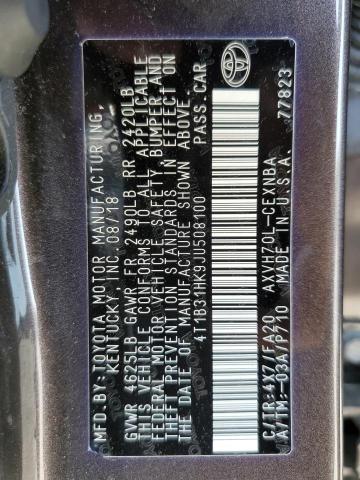 MFD.BY:TOYOTA MOTOR MANUFACTURING,
KENTUCKY, INC. 08/18
GVWR 4625LB GAWR FR 2490LB RR 2420LB
THIS VEHICLE CONFORMS TO ALL APPLICABLE
FEDERAL MOTOR VEHICLE SAFETY, BUMPER, AND
THEFT PREVENTION STANDARDS IN EFFECT ON
THE DATE OF MANUFACTURE SHOWN ABOVE.
4T1B31HK9JU508100 PASS.CAR
C/TR:4X7/FA20 AXVH70L-CEXNBA
A/TM:-03A/P710 MADE IN U.S.A. 77823